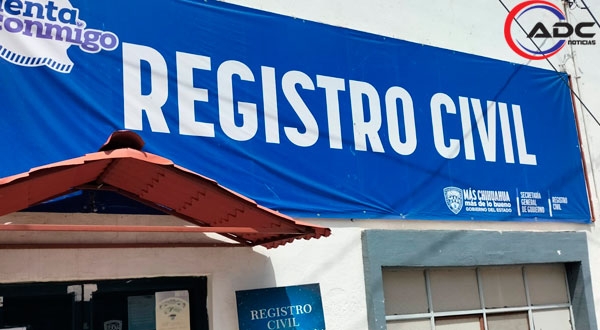 uenta
conmigo
ADC
NOTICIAS
REGISTRO CIVIL
MÁS CHIHUAHUA
más de lo bueno
GOBIERNO DEL ESTADO
SECRETARÍA
GENERAL
DE GOBIERNO
REGISTRO
CIVIL
REGISTRO
CIVIL